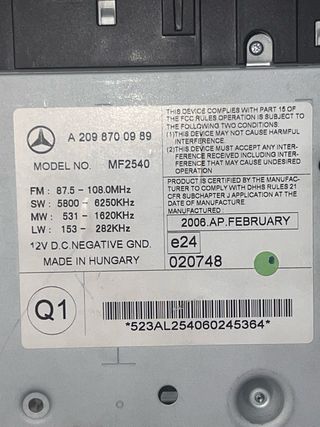 A 209 870 09 89
MODEL NO. MF2540
FM : 87.5 - 108.0MHz
SW : 5800 - 6250KHz
MW : 531 - 1620KHz
LW : 153 - 282KHz
12V D.C.NEGATIVE GND.
MADE IN HUNGARY
THIS DEVICE COMPLIES WITH PART 15 OF
THE FCC RULES.OPERATION IS SUBJECT TO
THE FOLLOWING TWO CONDITIONS:
(1)THIS DEVICE MAY NOT CAUSE HARMFUL
INTERFERENCE,AND
(2)THIS DEVICE MUST ACCEPT ANY INTER-
FERENCE RECEIVED INCLUDING INTER-
FERENCE THAT MAY CAUSE UNDESIRED
OPERATION
PRODUCT IS CERTIFIED BY THE MANUFAC-
TURER TO COMPLY WITH DHHS RULES 21
CFR SUBCHAPTER J APPLICATION AT THE
DATE OF MANUFACTURE
2006.AP.FEBRUARY
e24
020748
Q1
*523AL254060245364*